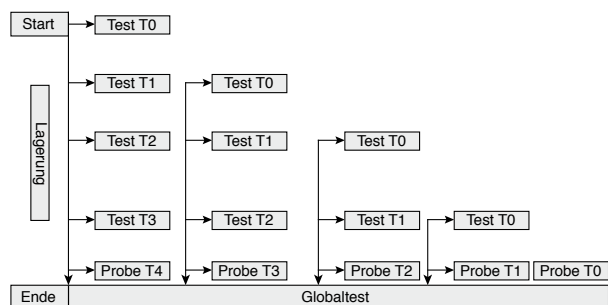 Start Test T0
Test T1 Test T0
Lagerung
Test T2 Test T1 Test T0
Test T3 Test T2 Test T1 Test T0
Probe T4 Probe T3 Probe T2 Probe T1 Probe T0
Ende Globaltest